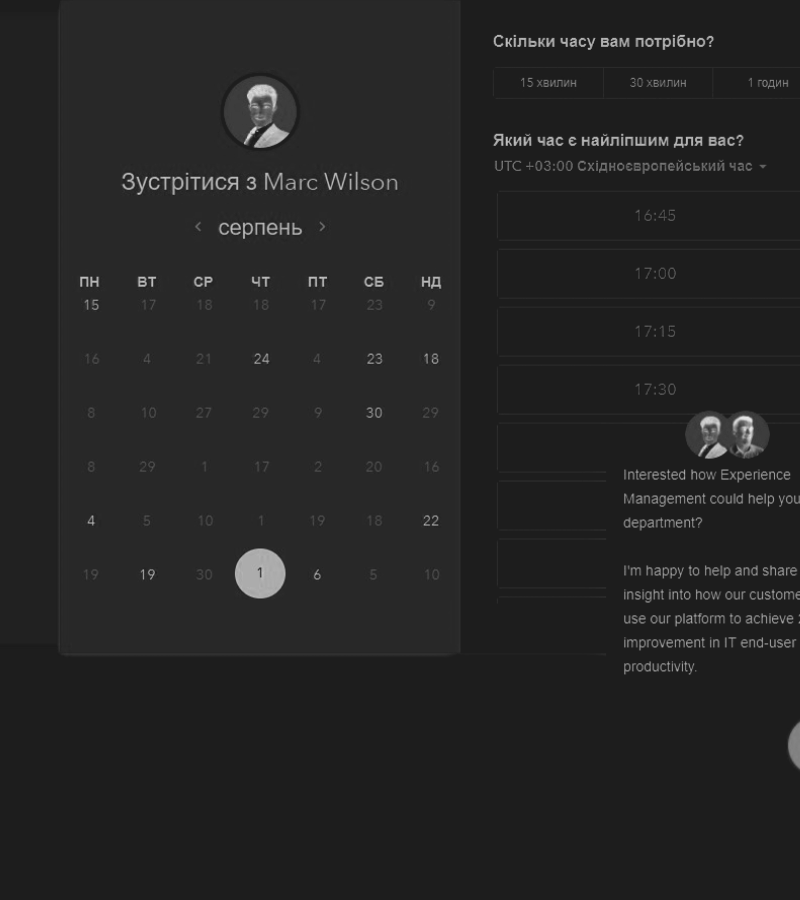 Зустрітися з Marc Wilson
серпень
ПН ВТ СР ЧТ ПТ СБ НД
15 17 18 18 17 23 9
16 4 21 24 4 23 18
8 10 27 29 9 30 29
8 29 1 17 2 20 16
4 5 10 1 19 18 22
19 19 30 1 6 5 10
Скільки часу вам потрібно?
15 хвилин 30 хвилин 1 годин
Який час є найліпшим для вас?
UTC +03:00 Східноєвропейський час
16:45
17:00
17:15
17:30
Interested how Experience
Management could help you
department?
I'm happy to help and share
insight into how our custome
use our platform to achieve
improvement in IT end-user
productivity.